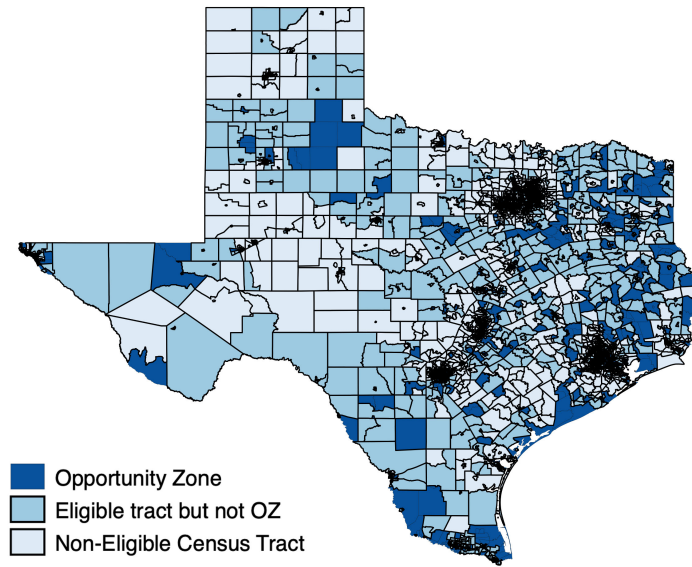 Opportunity Zone
Eligible tract but not OZ
Non-Eligible Census Tract